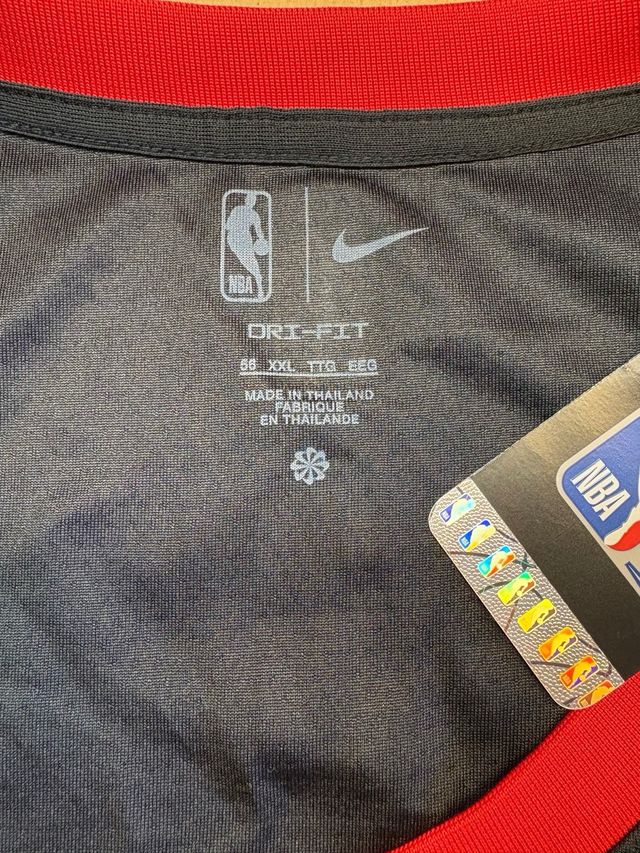 NBA
DRI-FIT
56 XXL TTG EEG
MADE IN THAILAND
FABRIQUE
EN THAILANDE
NBA